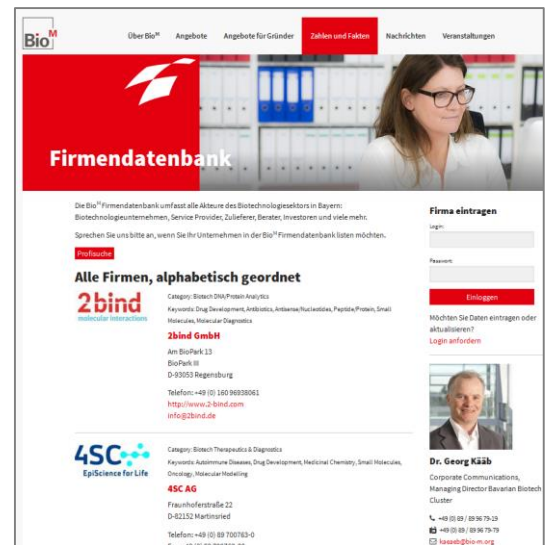 Bio M
Über Bio M
Angebote
Angebote für Gründer
Zahlen und Fakten
Nachrichten
Veranstaltungen
Firmendatenbank
Die Bio M Firmendatenbank umfasst alle Akteure des Biotechnologiesektors in Bayern:
Biotechnologieunternehmen, Service Provider, Zulieferer, Berater, Investoren und viele mehr.
Sprechen Sie uns bitte an, wenn Sie Ihr Unternehmen in der Bio M Firmendatenbank listen möchten.
Profisuche
Alle Firmen, alphabetisch geordnet
2bind
molecular interactions
Category: Biotech DNA/Protein Analytics
Keywords: Drug Development, Antibiotics, Antisense/Nucleotides, Peptide/Protein, Small
Molecules, Molecular Diagnostics
2bind GmbH
Am BioPark 13
BioPark III
D-93053 Regensburg
Telefon: +49 (0) 160 96938061
http://www.2-bind.com
info@2bind.de
4SC
EpiScience for Life
Category: Biotech Therapeutics & Diagnostics
Keywords: Autoimmune Diseases, Drug Development, Medicinal Chemistry, Small Molecules,
Oncology, Molecular Modelling
4SC AG
Fraunhoferstraße 22
D-82152 Martinsried
Telefon: +49 (0) 89 700763-0
Firma eintragen
Login:
Passwort:
Einloggen
Möchten Sie Daten eintragen oder
aktualisieren?
Login anfordern
Dr. Georg Kääb
Corporate Communications,
Managing Director Bavarian Biotech
Cluster
+49 (0) 89 / 89 96 79-19
+49 (0) 89 / 89 96 79-79
kaeaeb@bio-m.org